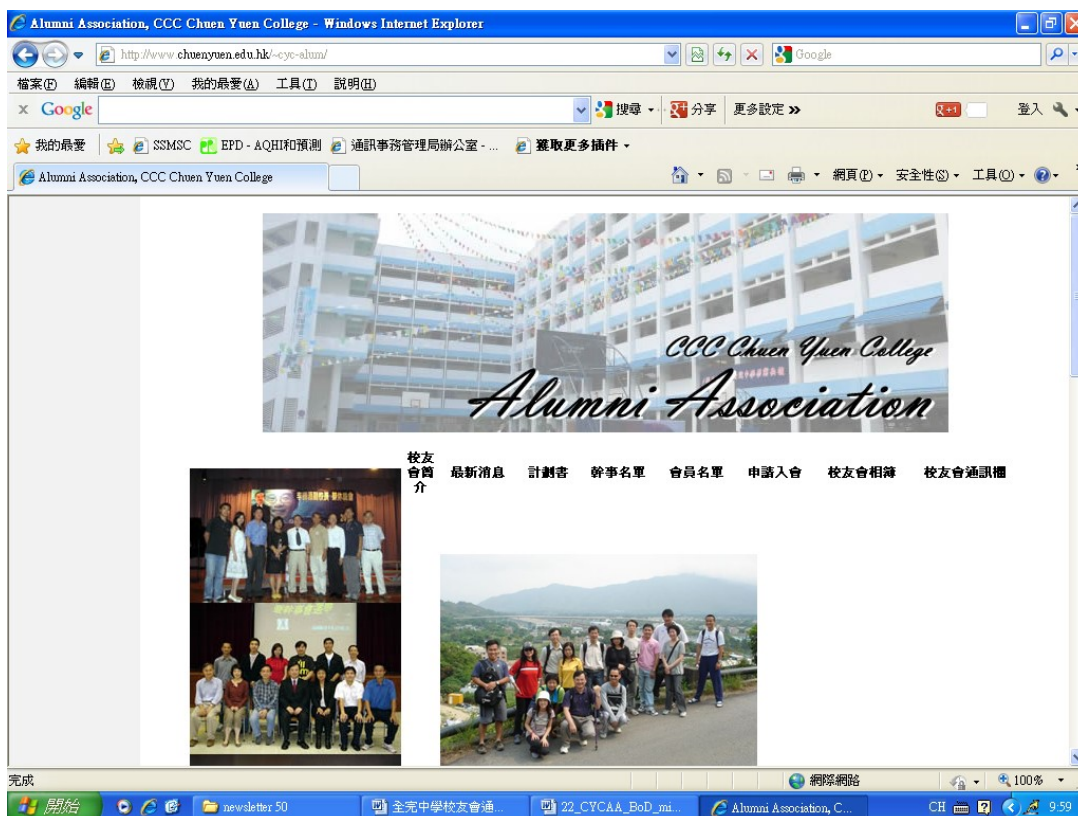 Alumni Association, CCC Chuen Yuen College - Windows Internet Explorer
http://www.chuenyuen.edu.hk/~cyc-alum/
Google
檔案(F) 編輯(E) 檢視(V) 我的最愛(A) 工具(T) 說明(H)
x Google 搜尋 分享 更多設定 » +1 登入
我的最愛 SSMSC EPD - AQHI和預測 通訊事務管理局辦公室 - ... 獲取更多插件
Alumni Association, CCC Chuen Yuen College 網頁(P) 安全性(S) 工具(O)
CCC Chuen Yuen College
Alumni Association
校友會簡介 最新消息 計劃書 幹事名單 會員名單 申請入會 校友會相簿 校友會通訊欄
完成 網際網路 100%
開始 newsletter 50 全完中學校友會通... 22_CYCAA_BoD_mi... Alumni Association, C... CH 9:59